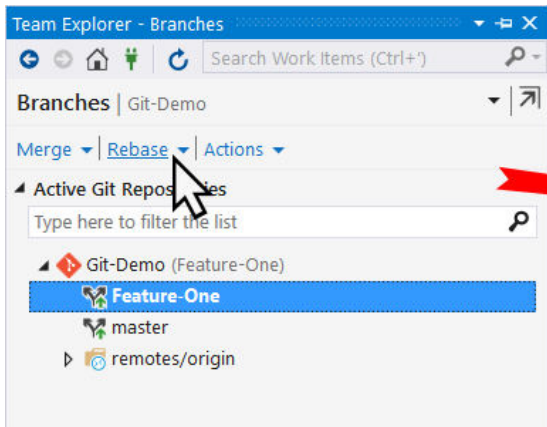 Team Explorer - Branches
Search Work Items (Ctrl+')
Branches | Git-Demo
Merge | Rebase | Actions
Active Git Repositories
Type here to filter the list
Git-Demo (Feature-One)
Feature-One
master
remotes/origin